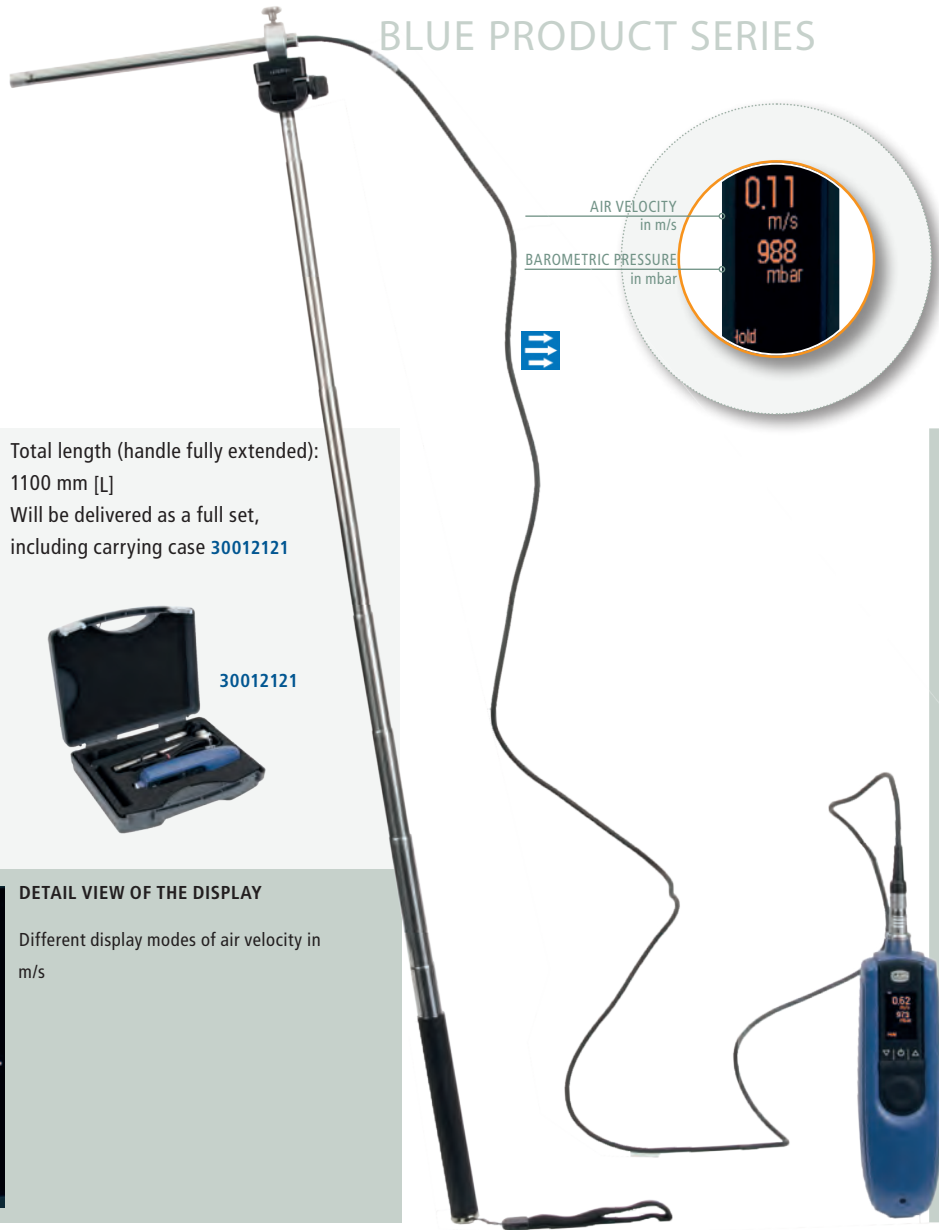 BLUE PRODUCT SERIES
0.11
m/s
988
mbar
Hold
AIR VELOCITY
in m/s
BAROMETRIC PRESSURE
in mbar
Total length (handle fully extended):
1100 mm [L]
Will be delivered as a full set,
including carrying case 30012121
30012121
DETAIL VIEW OF THE DISPLAY
Different display modes of air velocity in
m/s
0.62
m/s
973
mbar